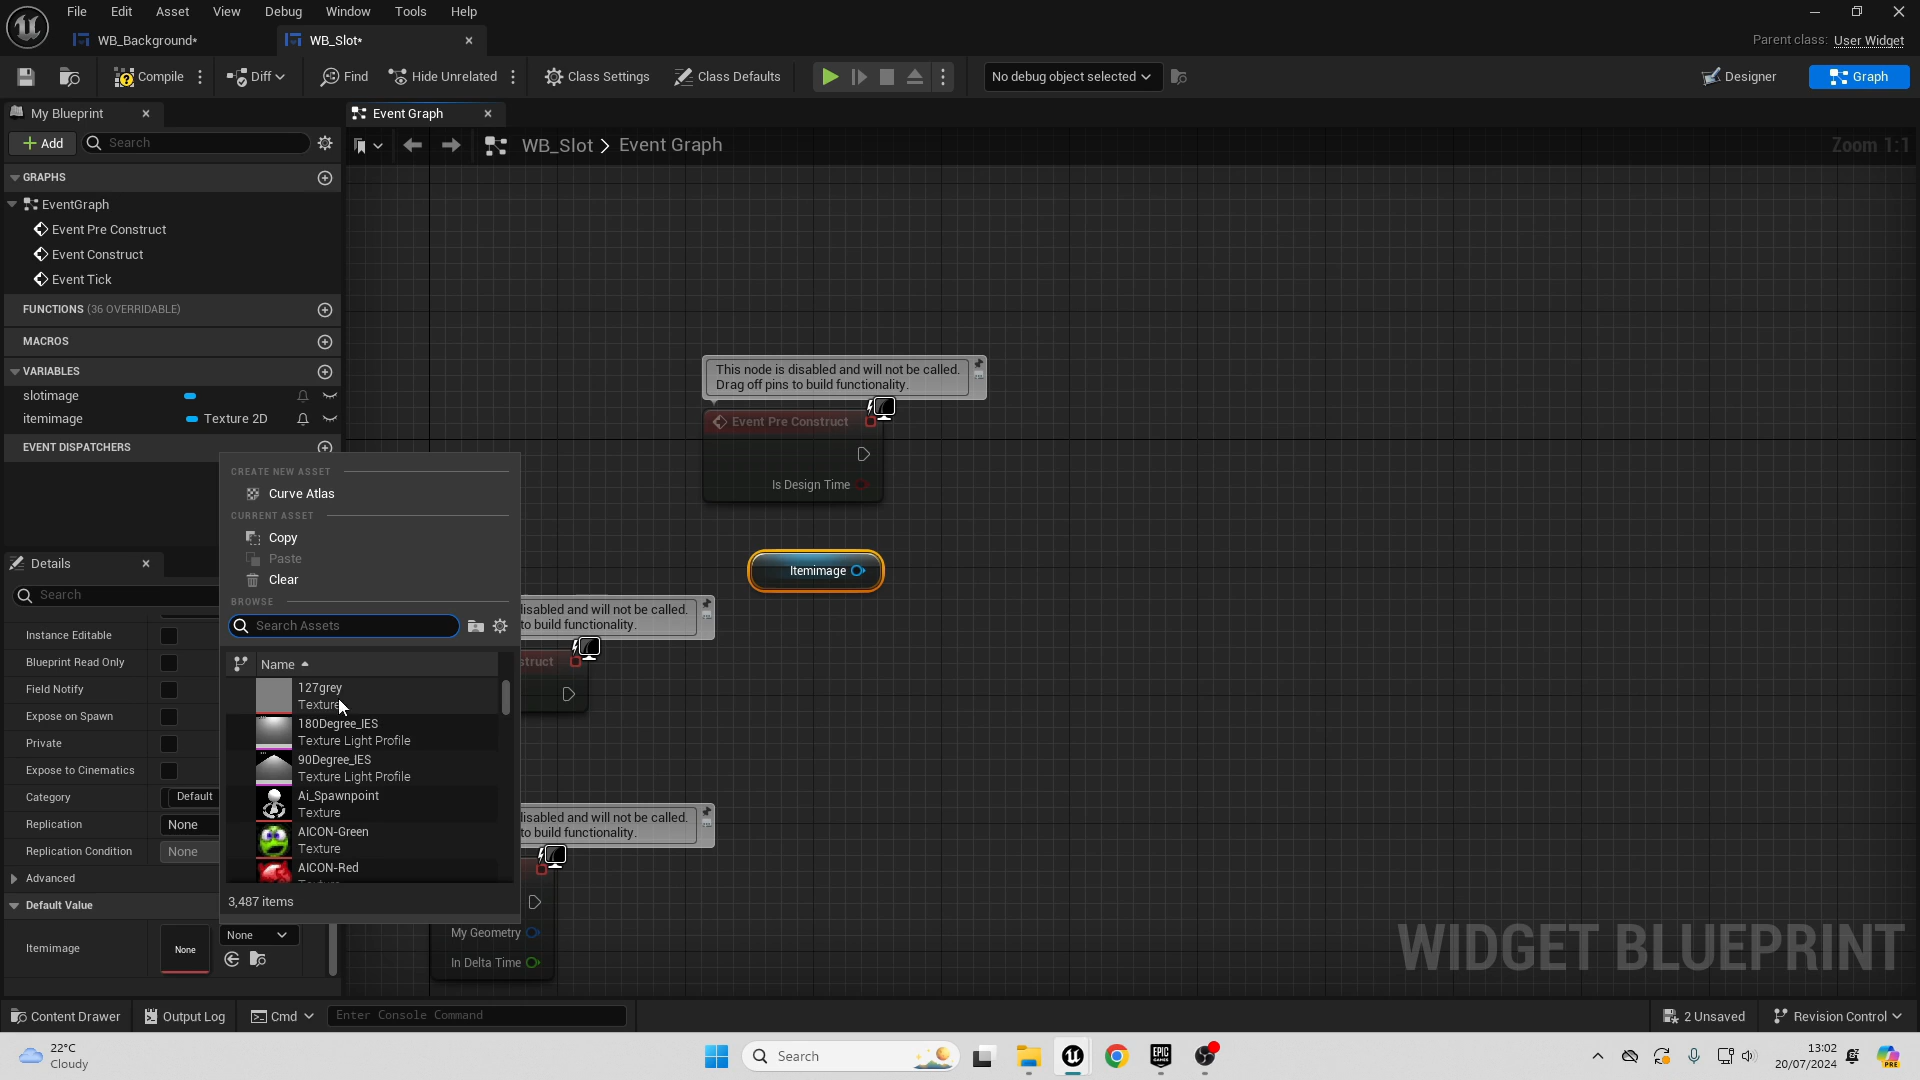 File Edit Asset View Debug Window Tools Help
WB_Background* WB_Slot*
Parent class: User Widget
Compile Diff Find Hide Unrelated Class Settings Class Defaults No debug object selected Designer Graph
My Blueprint Event Graph
Add Search
WB_Slot > Event Graph Zoom 1:1
GRAPHS
EventGraph
Event Pre Construct
Event Construct
Event Tick
FUNCTIONS (36 OVERRIDABLE)
MACROS
VARIABLES
slotimage
itemimage Texture 2D
EVENT DISPATCHERS
This node is disabled and will not be called.
Drag off pins to build functionality.
Event Pre Construct
Is Design Time
Itemimage
disabled and will not be called.
to build functionality.
struct
disabled and will not be called.
to build functionality.
My Geometry
In Delta Time
CREATE NEW ASSET
Curve Atlas
CURRENT ASSET
Copy
Paste
Clear
BROWSE
Search Assets
Name
127grey
Texture
180Degree_IES
Texture Light Profile
90Degree_IES
Texture Light Profile
Ai_Spawnpoint
Texture
AICON-Green
Texture
AICON-Red
3,487 items
Details
Search
Instance Editable
Blueprint Read Only
Field Notify
Expose on Spawn
Private
Expose to Cinematics
Category Default
Replication None
Replication Condition None
Advanced
Default Value
Itemimage None None
WIDGET BLUEPRINT
Content Drawer Output Log Cmd Enter Console Command 2 Unsaved Revision Control
22°C
Cloudy
Search
EPIC
GAMES
13:02
20/07/2024
PRE